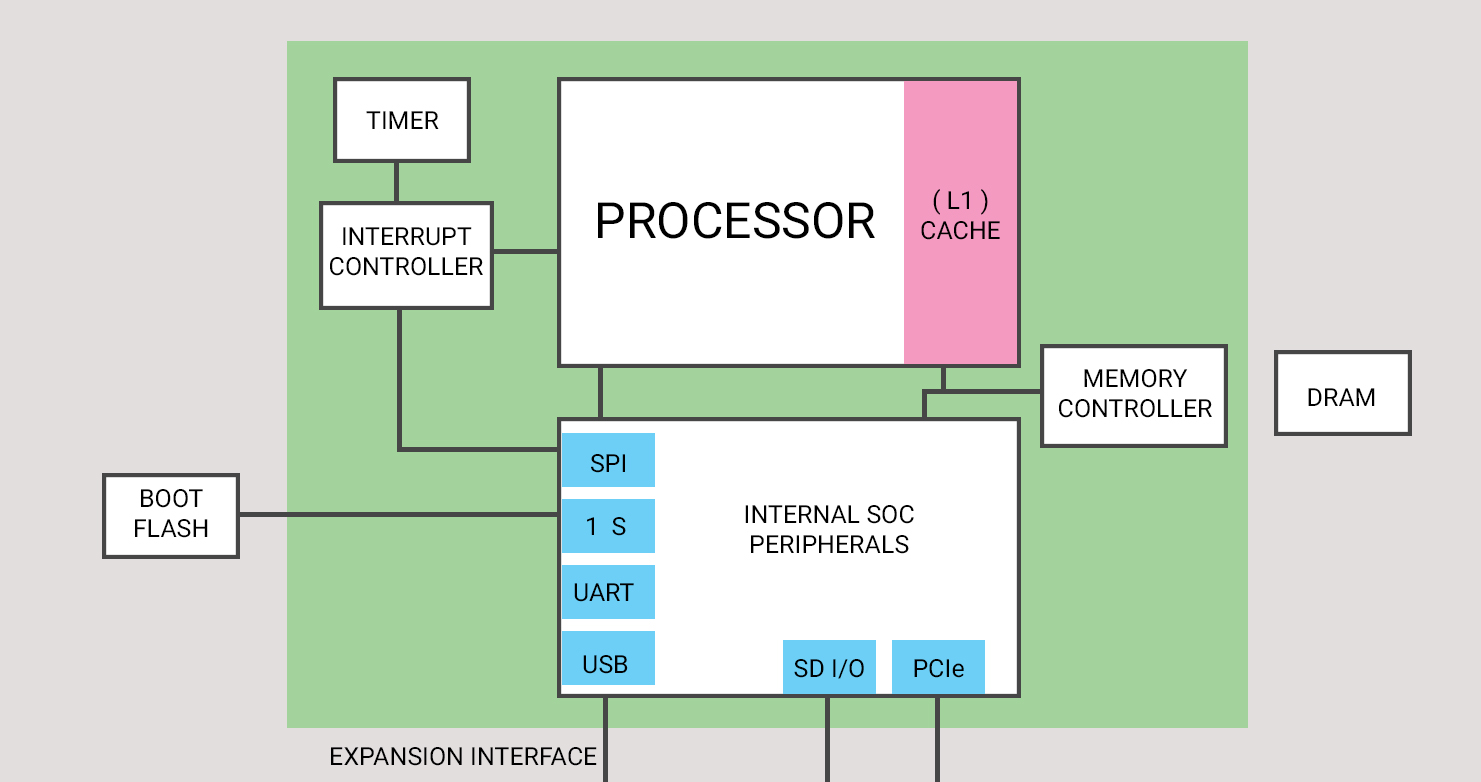 TIMER
PROCESSOR
( L1 )
CACHE
INTERRUPT
CONTROLLER
MEMORY
CONTROLLER
DRAM
BOOT
FLASH
SPI
1 S
UART
USB
INTERNAL SOC
PERIPHERALS
SD I/O
PCIe
EXPANSION INTERFACE